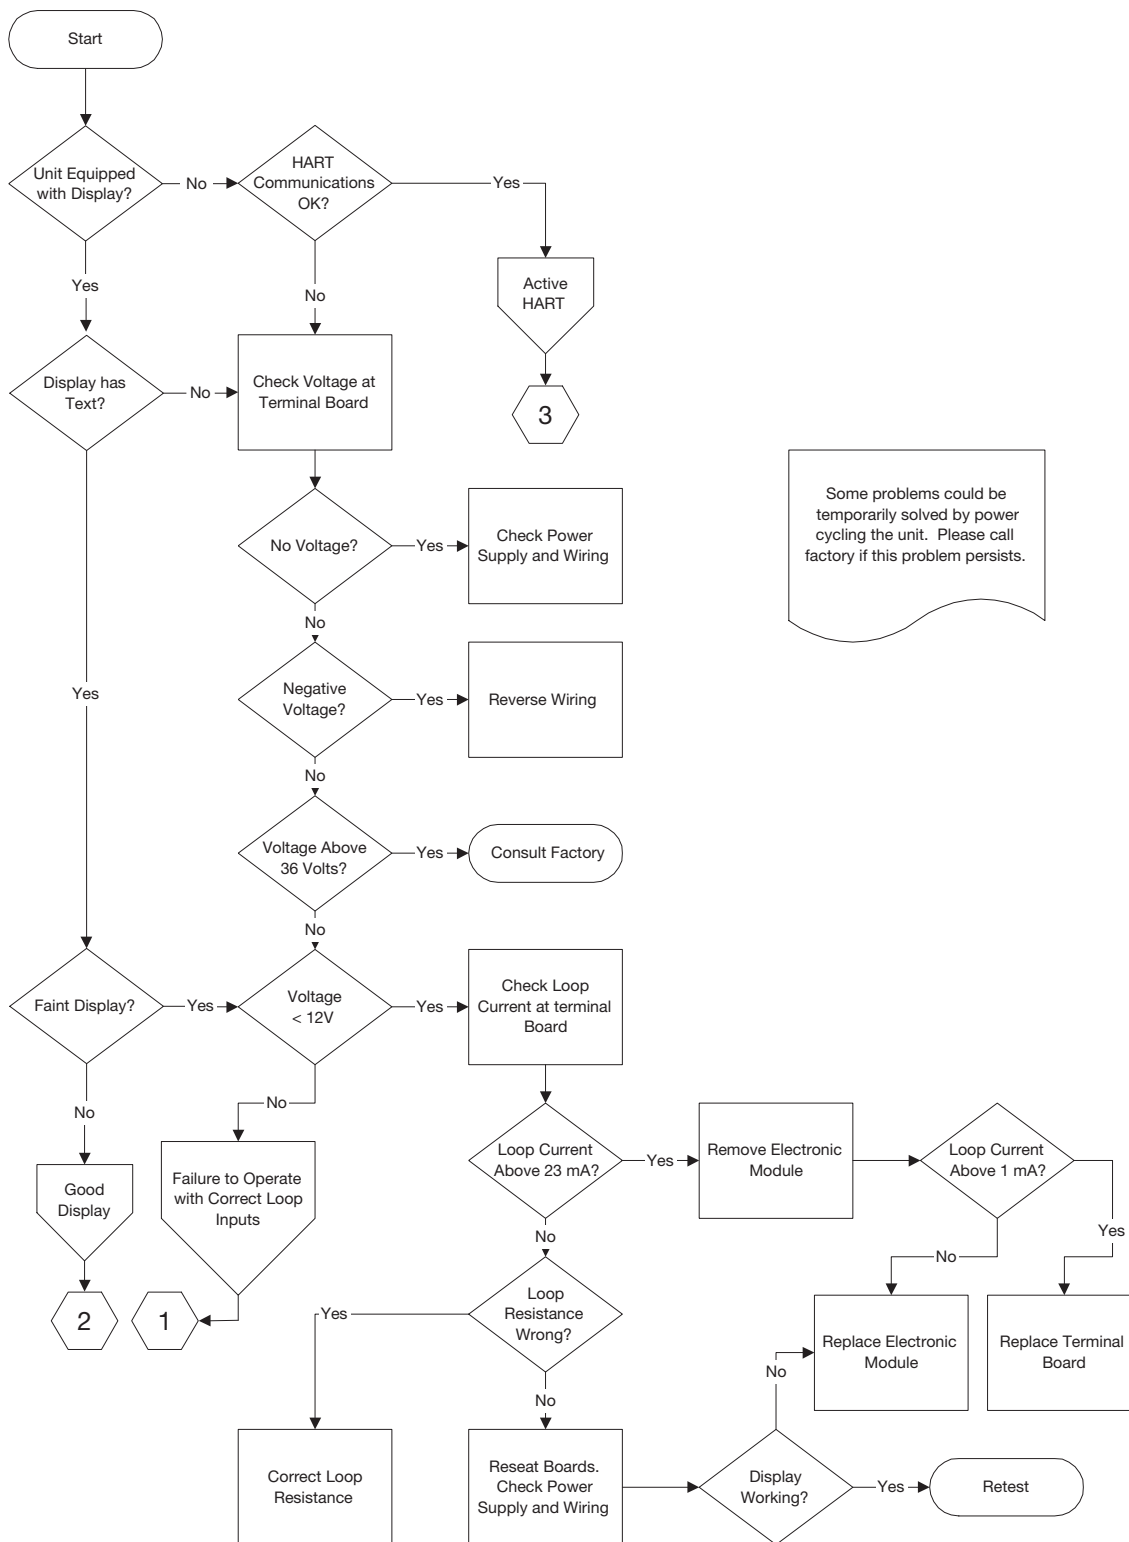 Start
Unit Equipped
with Display?
No
HART
Communications
OK?
Yes
Active
HART
3
Yes
No
Display has
Text?
No
Check Voltage at
Terminal Board
Some problems could be
temporarily solved by power
cycling the unit.  Please call
factory if this problem persists.
No Voltage?
Yes
Check Power
Supply and Wiring
No
Yes
Negative
Voltage?
Yes
Reverse Wiring
No
Voltage Above
36 Volts?
Yes
Consult Factory
No
Faint Display?
Yes
Voltage
< 12V
Yes
Check Loop
Current at terminal
Board
No
No
Good
Display
2
Failure to Operate
with Correct Loop
Inputs
1
Loop Current
Above 23 mA?
Yes
Remove Electronic
Module
Loop Current
Above 1 mA?
Yes
No
No
Loop
Resistance
Wrong?
Yes
Replace Electronic
Module
Replace Terminal
Board
No
No
Correct Loop
Resistance
Reseat Boards.
Check Power
Supply and Wiring
Display
Working?
Yes
Retest